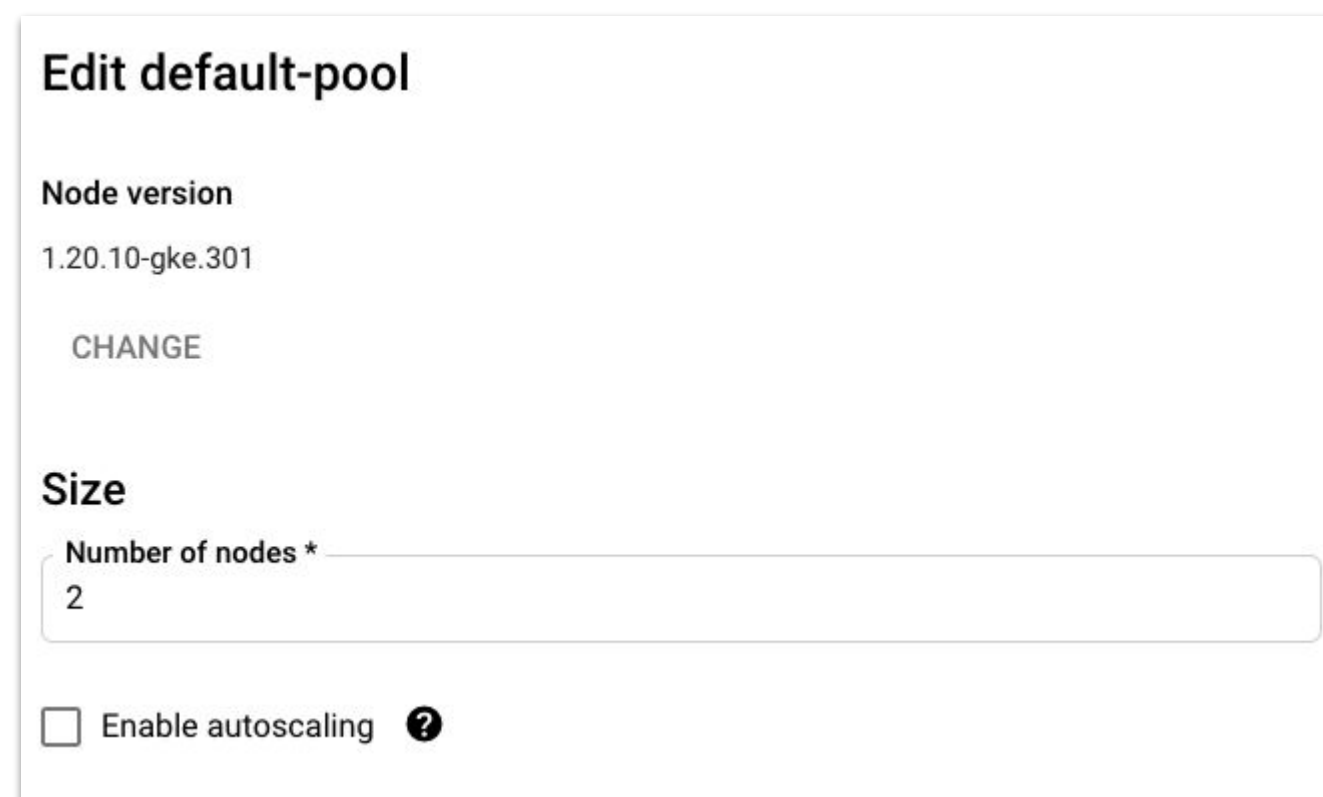 Edit default-pool
Node version
1.20.10-gke.301
CHANGE
Size
Number of nodes *
2
Enable autoscaling ?